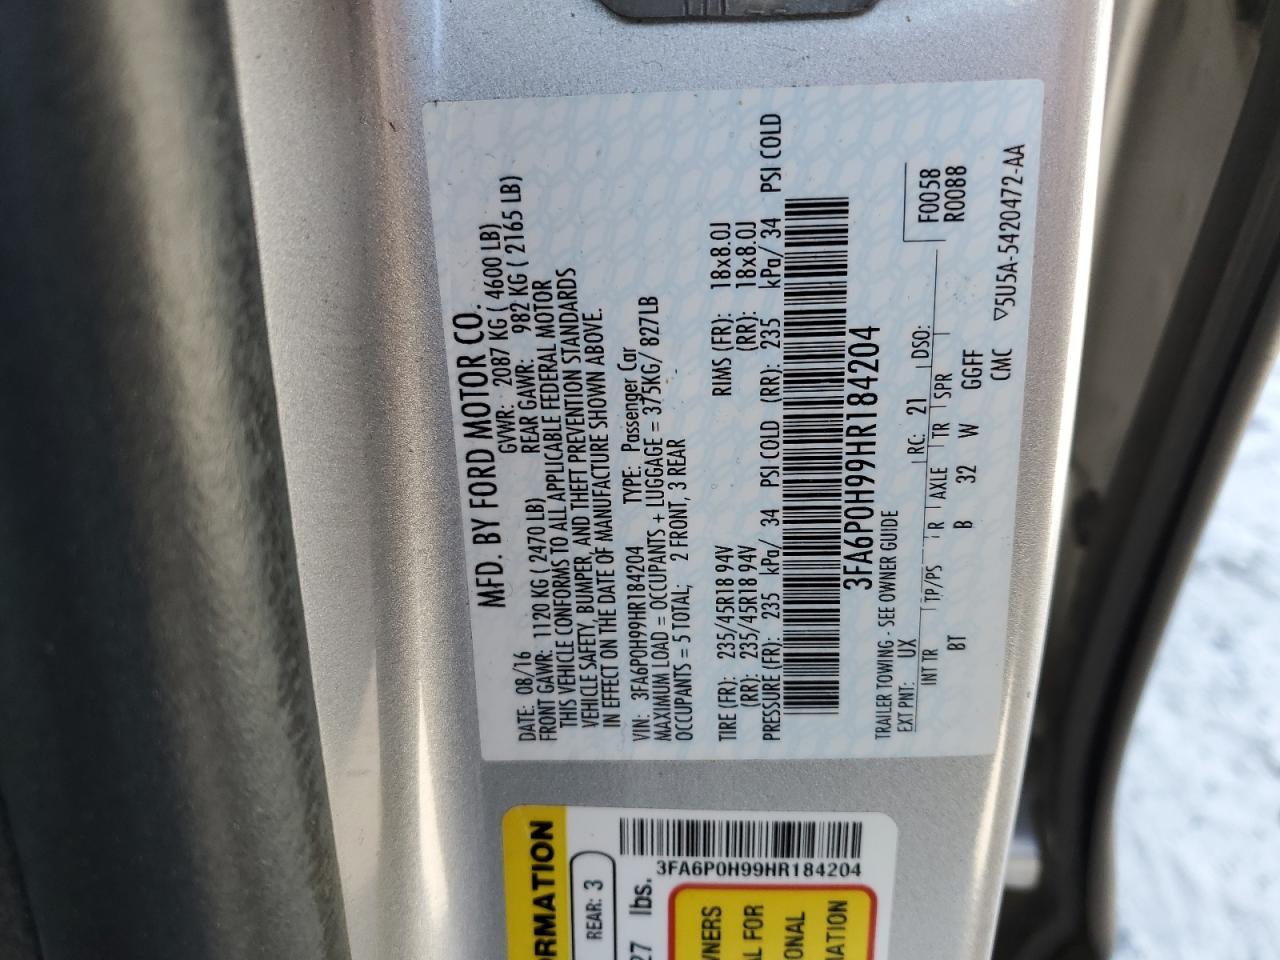 MFD. BY FORD MOTOR CO.
DATE: 08/16 GVWR: 2087 KG ( 4600 LB)
FRONT GAWR: 1120 KG ( 2470 LB) REAR GAWR: 982 KG ( 2165 LB)
THIS VEHICLE CONFORMS TO ALL APPLICABLE FEDERAL MOTOR
VEHICLE SAFETY, BUMPER, AND THEFT PREVENTION STANDARDS
IN EFFECT ON THE DATE OF MANUFACTURE SHOWN ABOVE.
VIN: 3FA6P0H99HR184204 TYPE: Passenger Car
MAXIMUM LOAD = OCCUPANTS + LUGGAGE = 375KG/ 827LB
OCCUPANTS = 5 TOTAL; 2 FRONT, 3 REAR
TIRE (FR): 235/45R18 94V RIMS (FR): 18x8.0J
(RR): 235/45R18 94V (RR): 18x8.0J
PRESSURE (FR): 235 kPa/ 34 PSI COLD (RR): 235 kPa/ 34 PSI COLD
3FA6P0H99HR184204
TRAILER TOWING - SEE OWNER GUIDE
EXT PNT: UX RC: 21 DSO: F0058
INT TR TP/PS R AXLE TR SPR R0088
BT B 32 W GGFF
CMC ▽5U5A-5420472-AA
ORMATION
REAR: 3
27 lbs.
3FA6P0H99HR184204
WNERS
AL FOR
IONAL
MATION